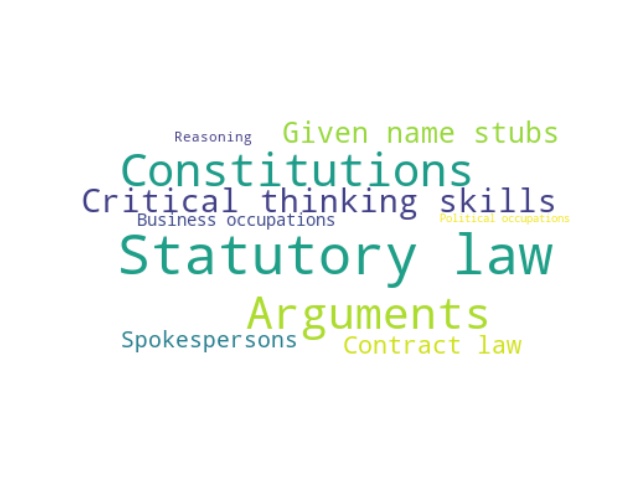 Reasoning
Given name stubs
Constitutions
Critical thinking skills
Business occupations
Political occupations
Statutory law
Arguments
Spokespersons
Contract law